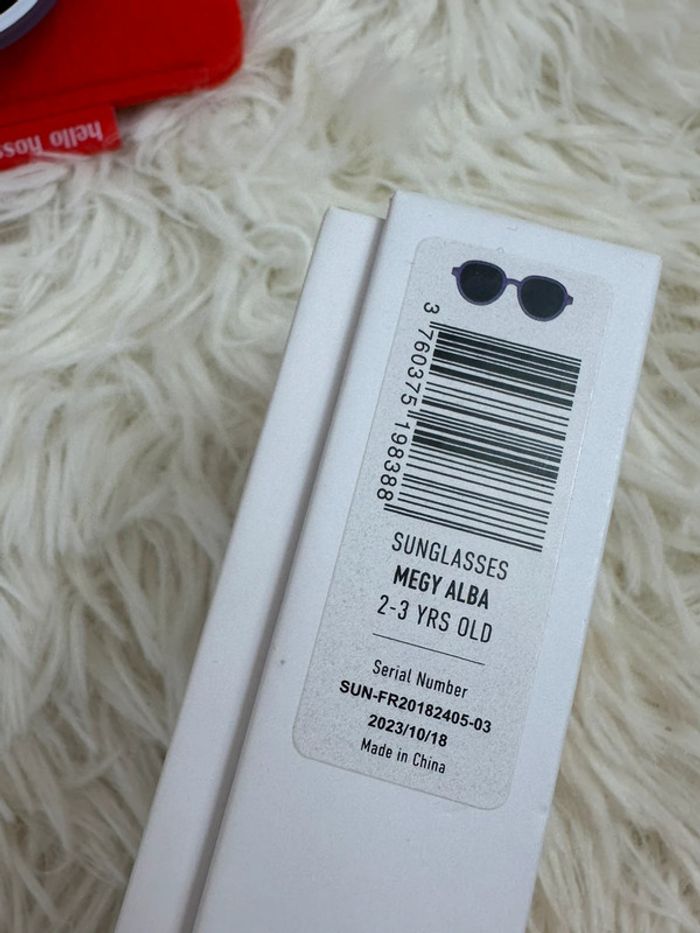 hello hoss
3 760375 198388
SUNGLASSES
MEGY ALBA
2-3 YRS OLD
Serial Number
SUN-FR20182405-03
2023/10/18
Made in China